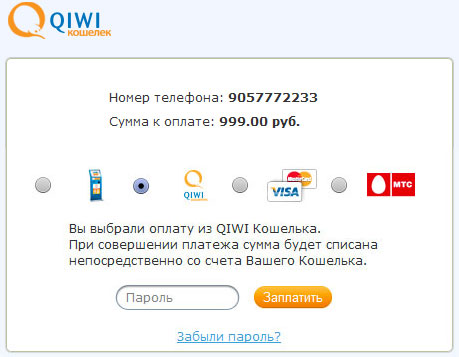 QIWI
кошелек
Номер телефона: 9057772233
Сумма к оплате: 999.00 руб.
QIWI
MasterCard
VISA
МТС
Вы выбрали оплату из QIWI Кошелька.
При совершении платежа сумма будет списана
непосредственно со счета Вашего Кошелька.
Пароль
Заплатить
Забыли пароль?